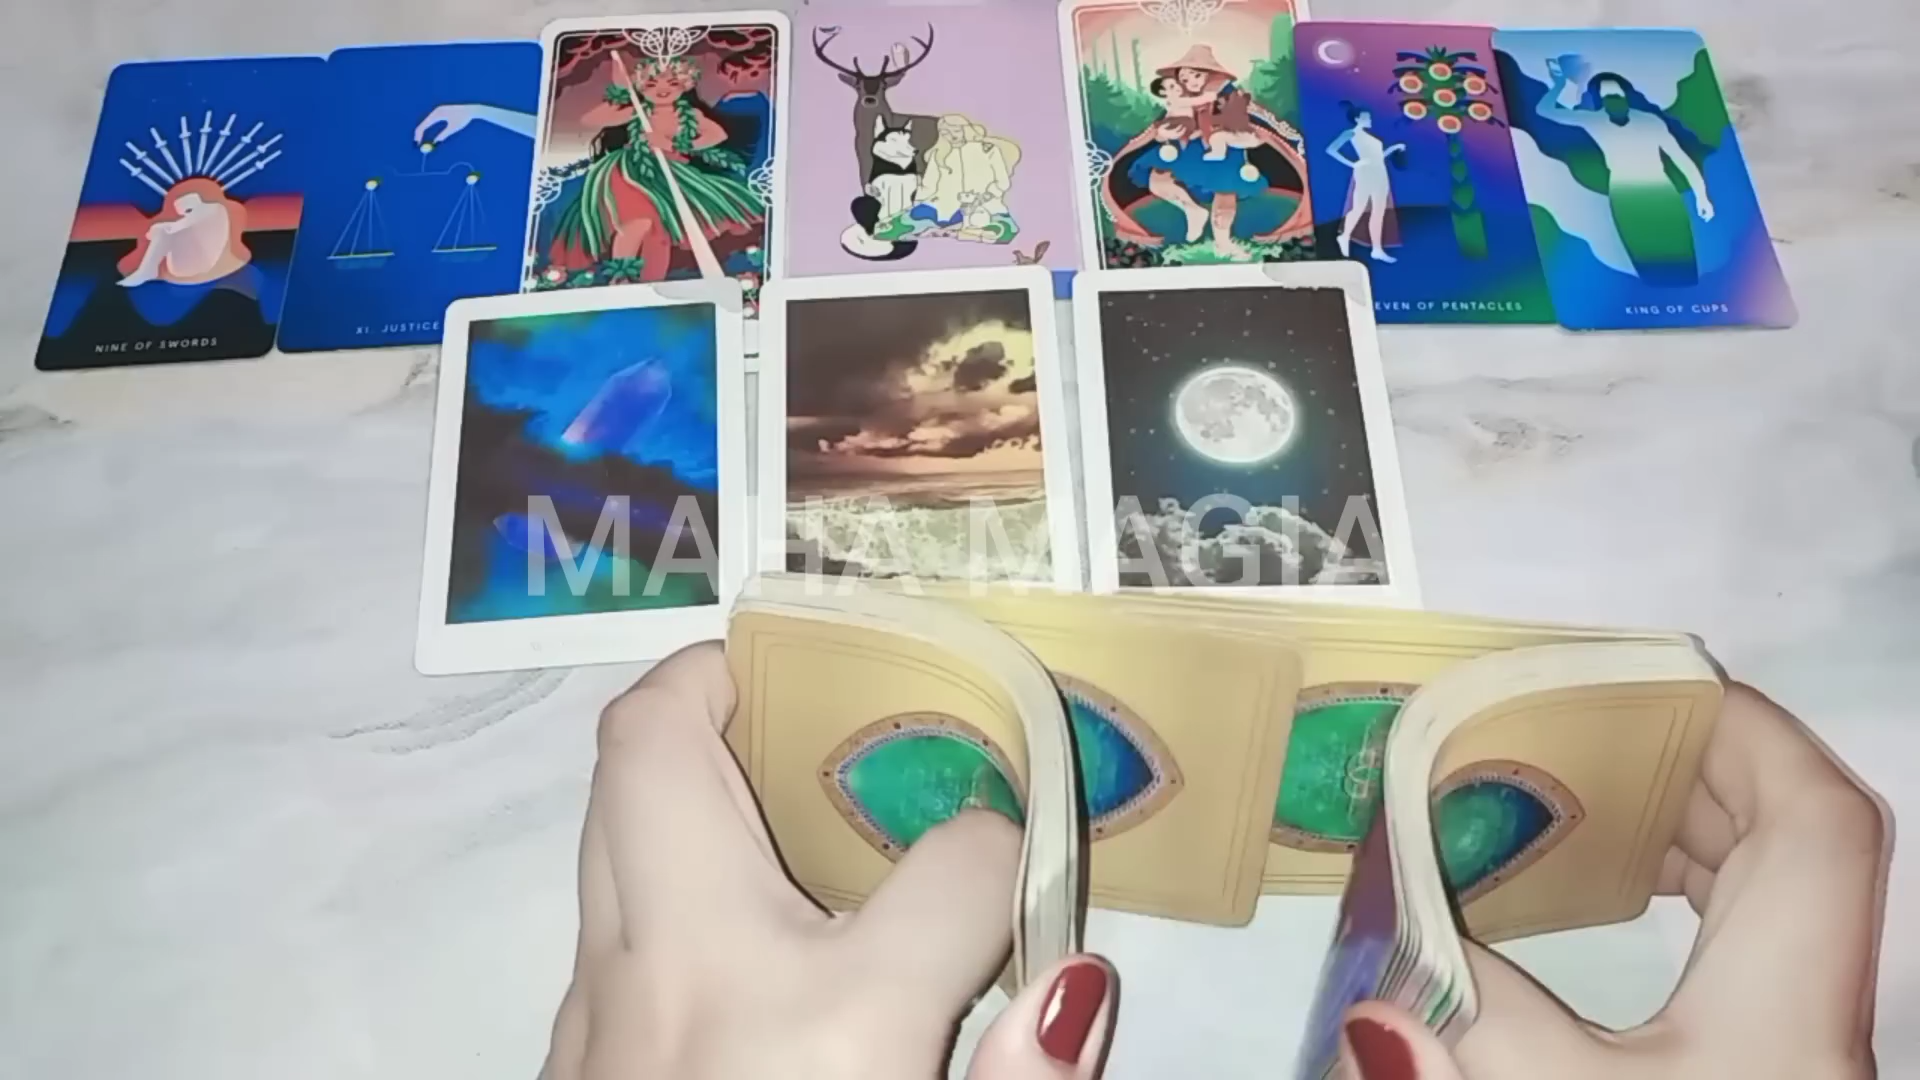 NINE OF SWORDS
XI. JUSTICE
EVEN OF PENTACLES
KING OF CUPS
MAHA MAGIA